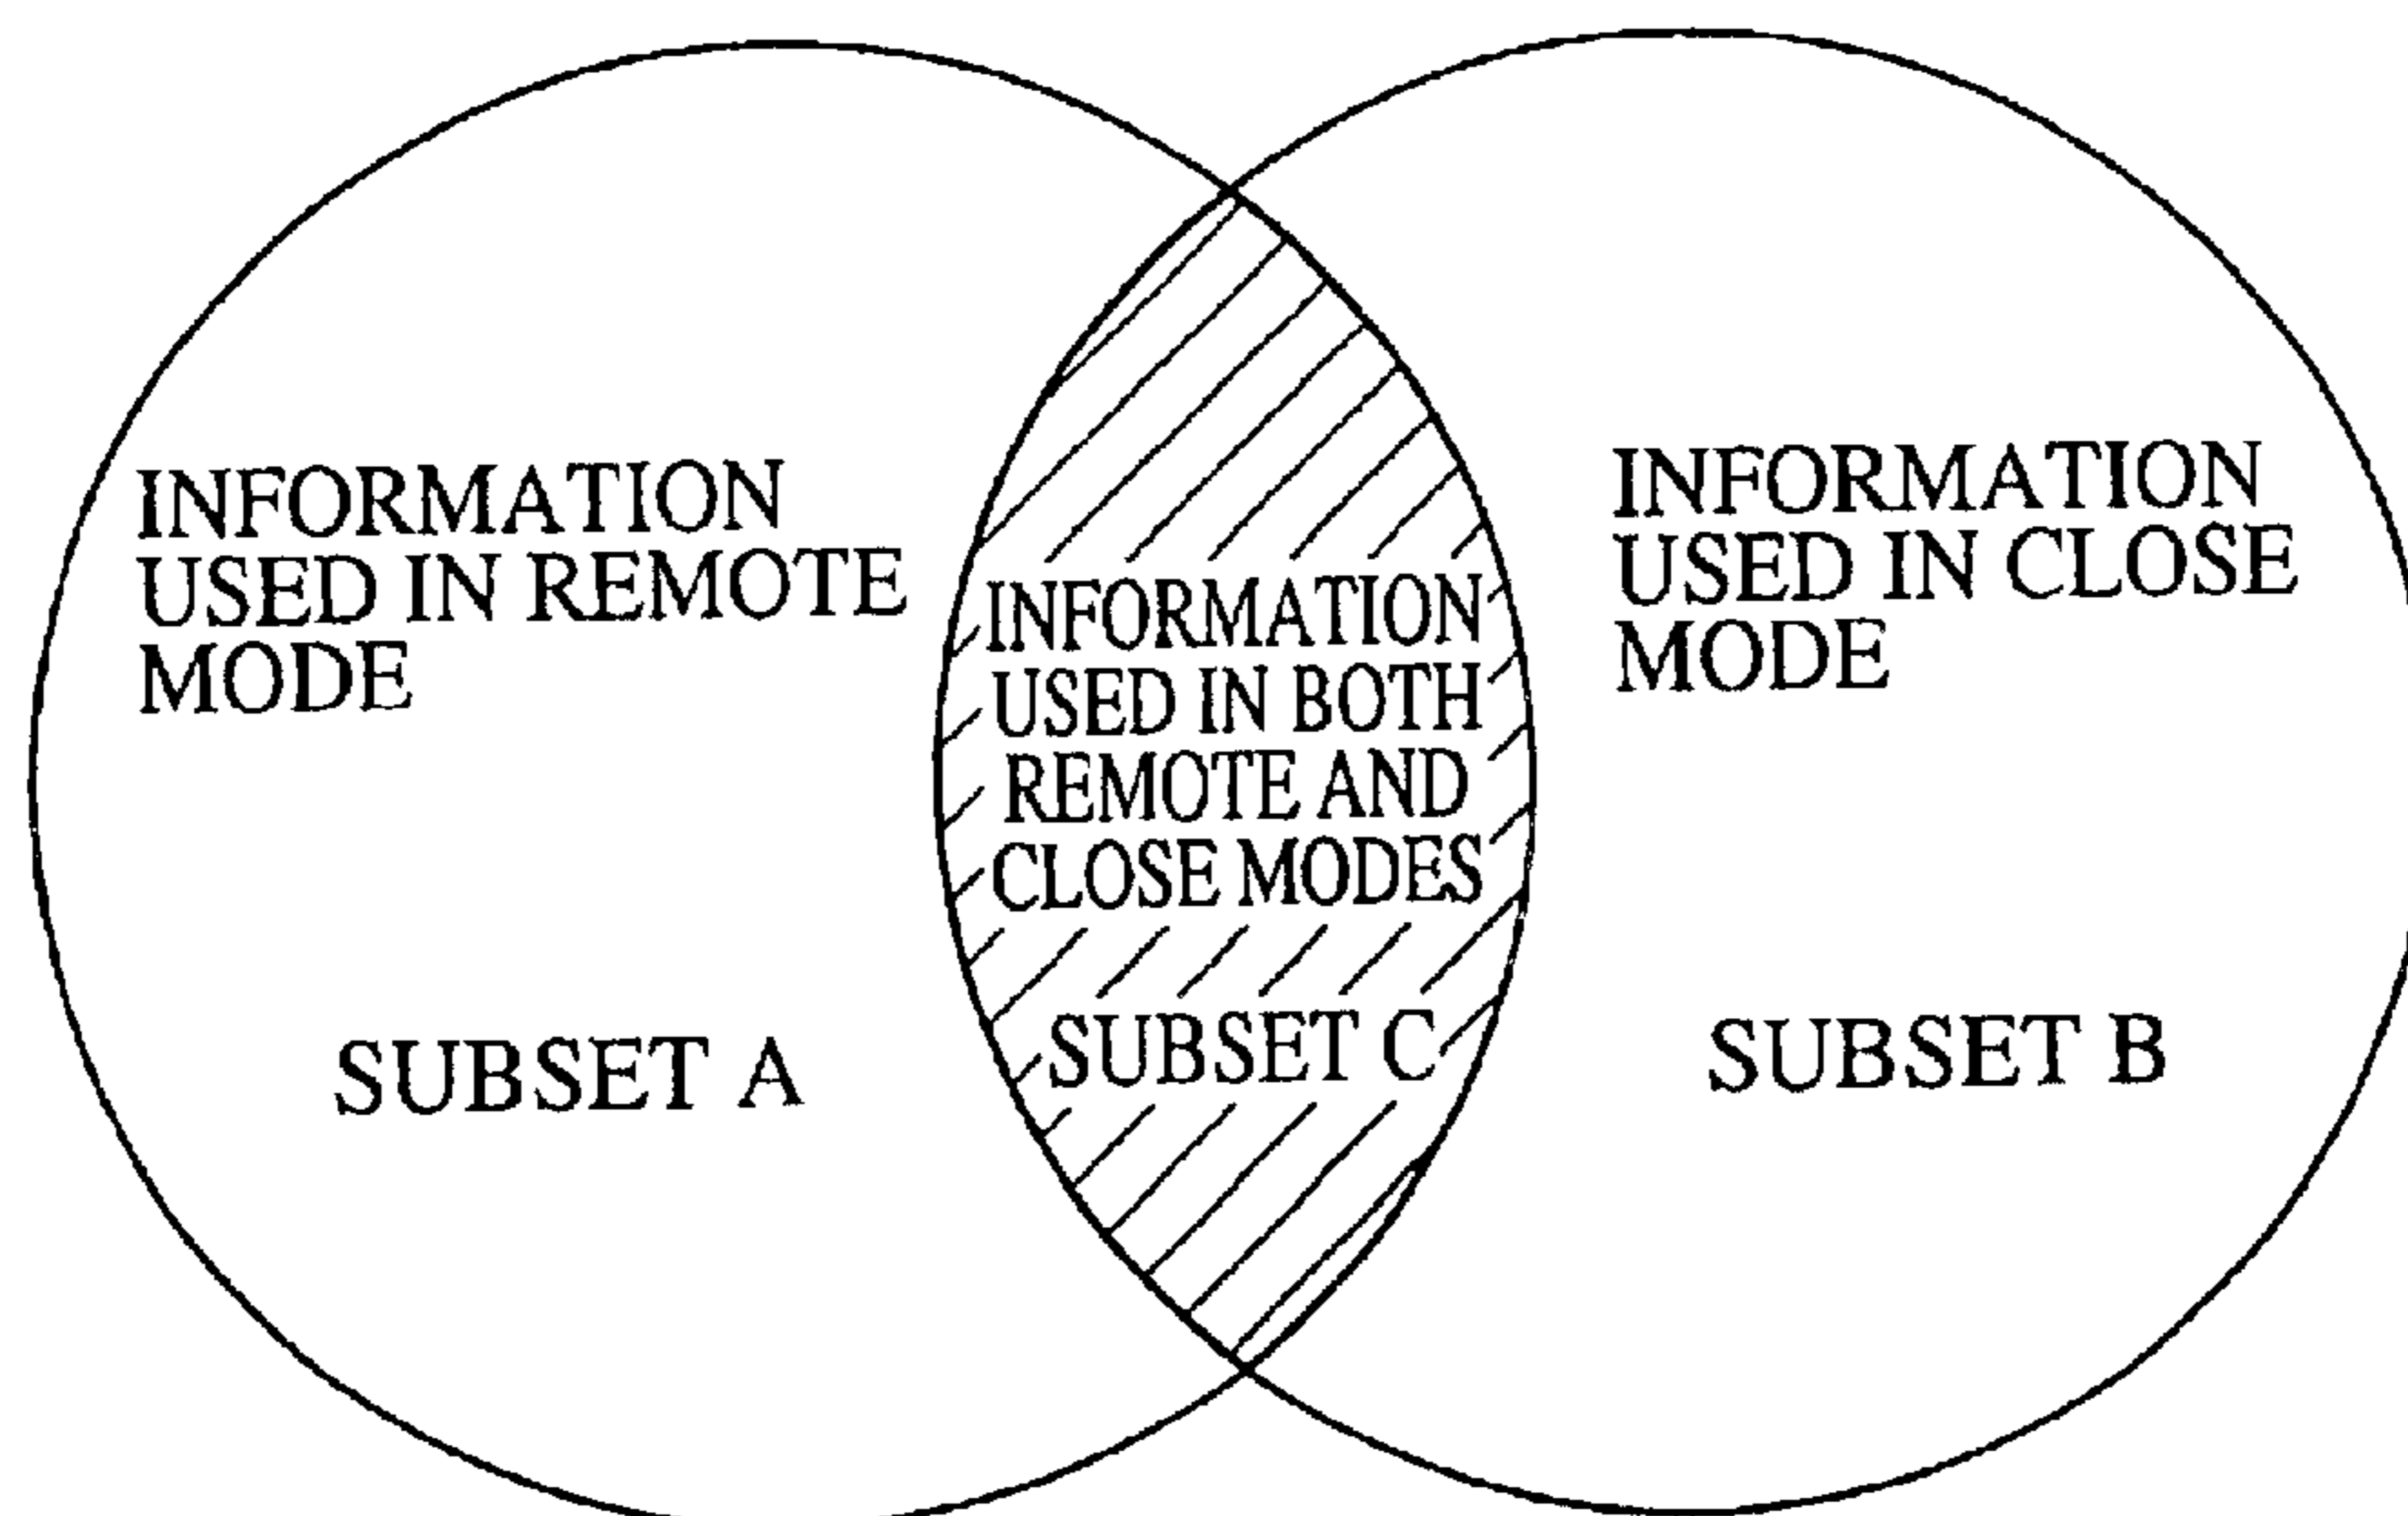 INFORMATION
USED IN REMOTE
MODE
SUBSET A
INFORMATION
USED IN BOTH
REMOTE AND
CLOSE MODES
SUBSET C
INFORMATION
USED IN CLOSE
MODE
SUBSET B